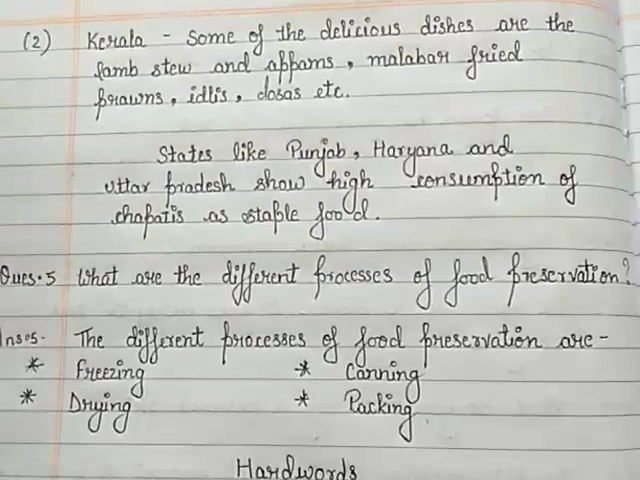 (2) Kerala - Some of the delicious dishes are the
lamb stew and appams, malabar fried
prawns, idlis, dosas etc.
States like Punjab, Haryana and
Uttar pradesh show high consumption of
chapatis as staple food.
Ques.5 What are the different processes of food preservation?
Ans05. The different processes of food preservation are-
* Freezing * Canning
* Drying * Packing
Hardwords